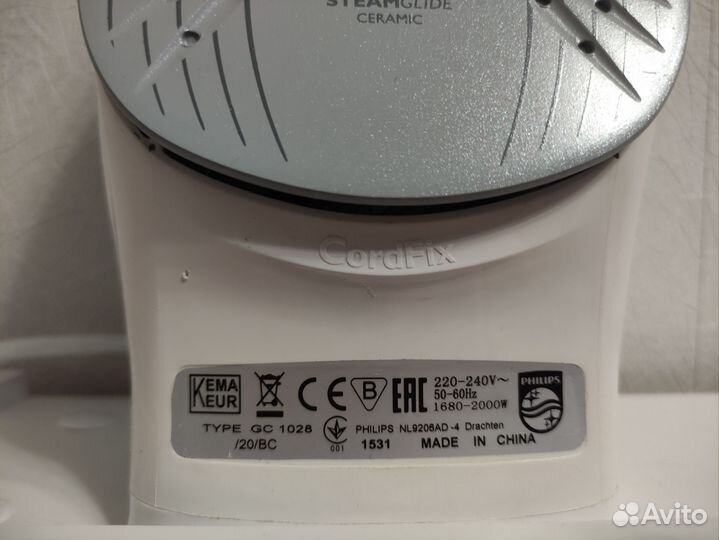 STEAMGLIDE
CERAMIC
CordFix
KEMA
KEUR
CE
B
EAC
220-240V~
50-60Hz
1680-2000W
PHILIPS
TYPE GC 1028
/20/BC
001
PHILIPS NL9206AD -4 Drachten
1531 MADE IN CHINA
Avito